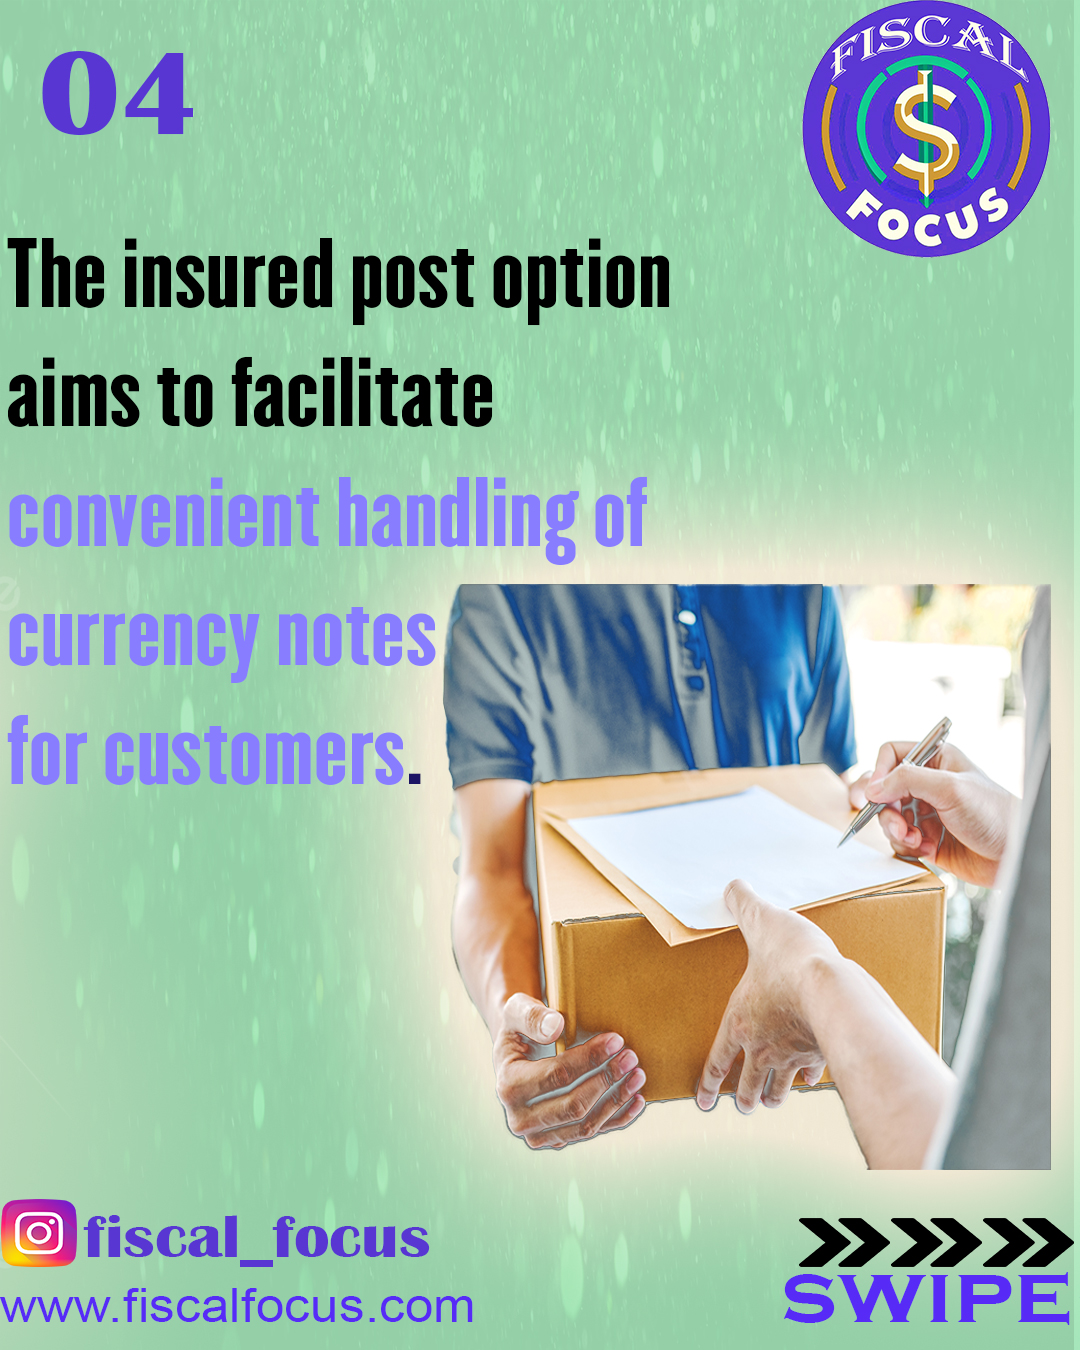 04
FISCAL
$
FOCUS
The insured post option
aims to facilitate
convenient handling of
currency notes
for customers.
fiscal_focus
www.fiscalfocus.com
SWIPE